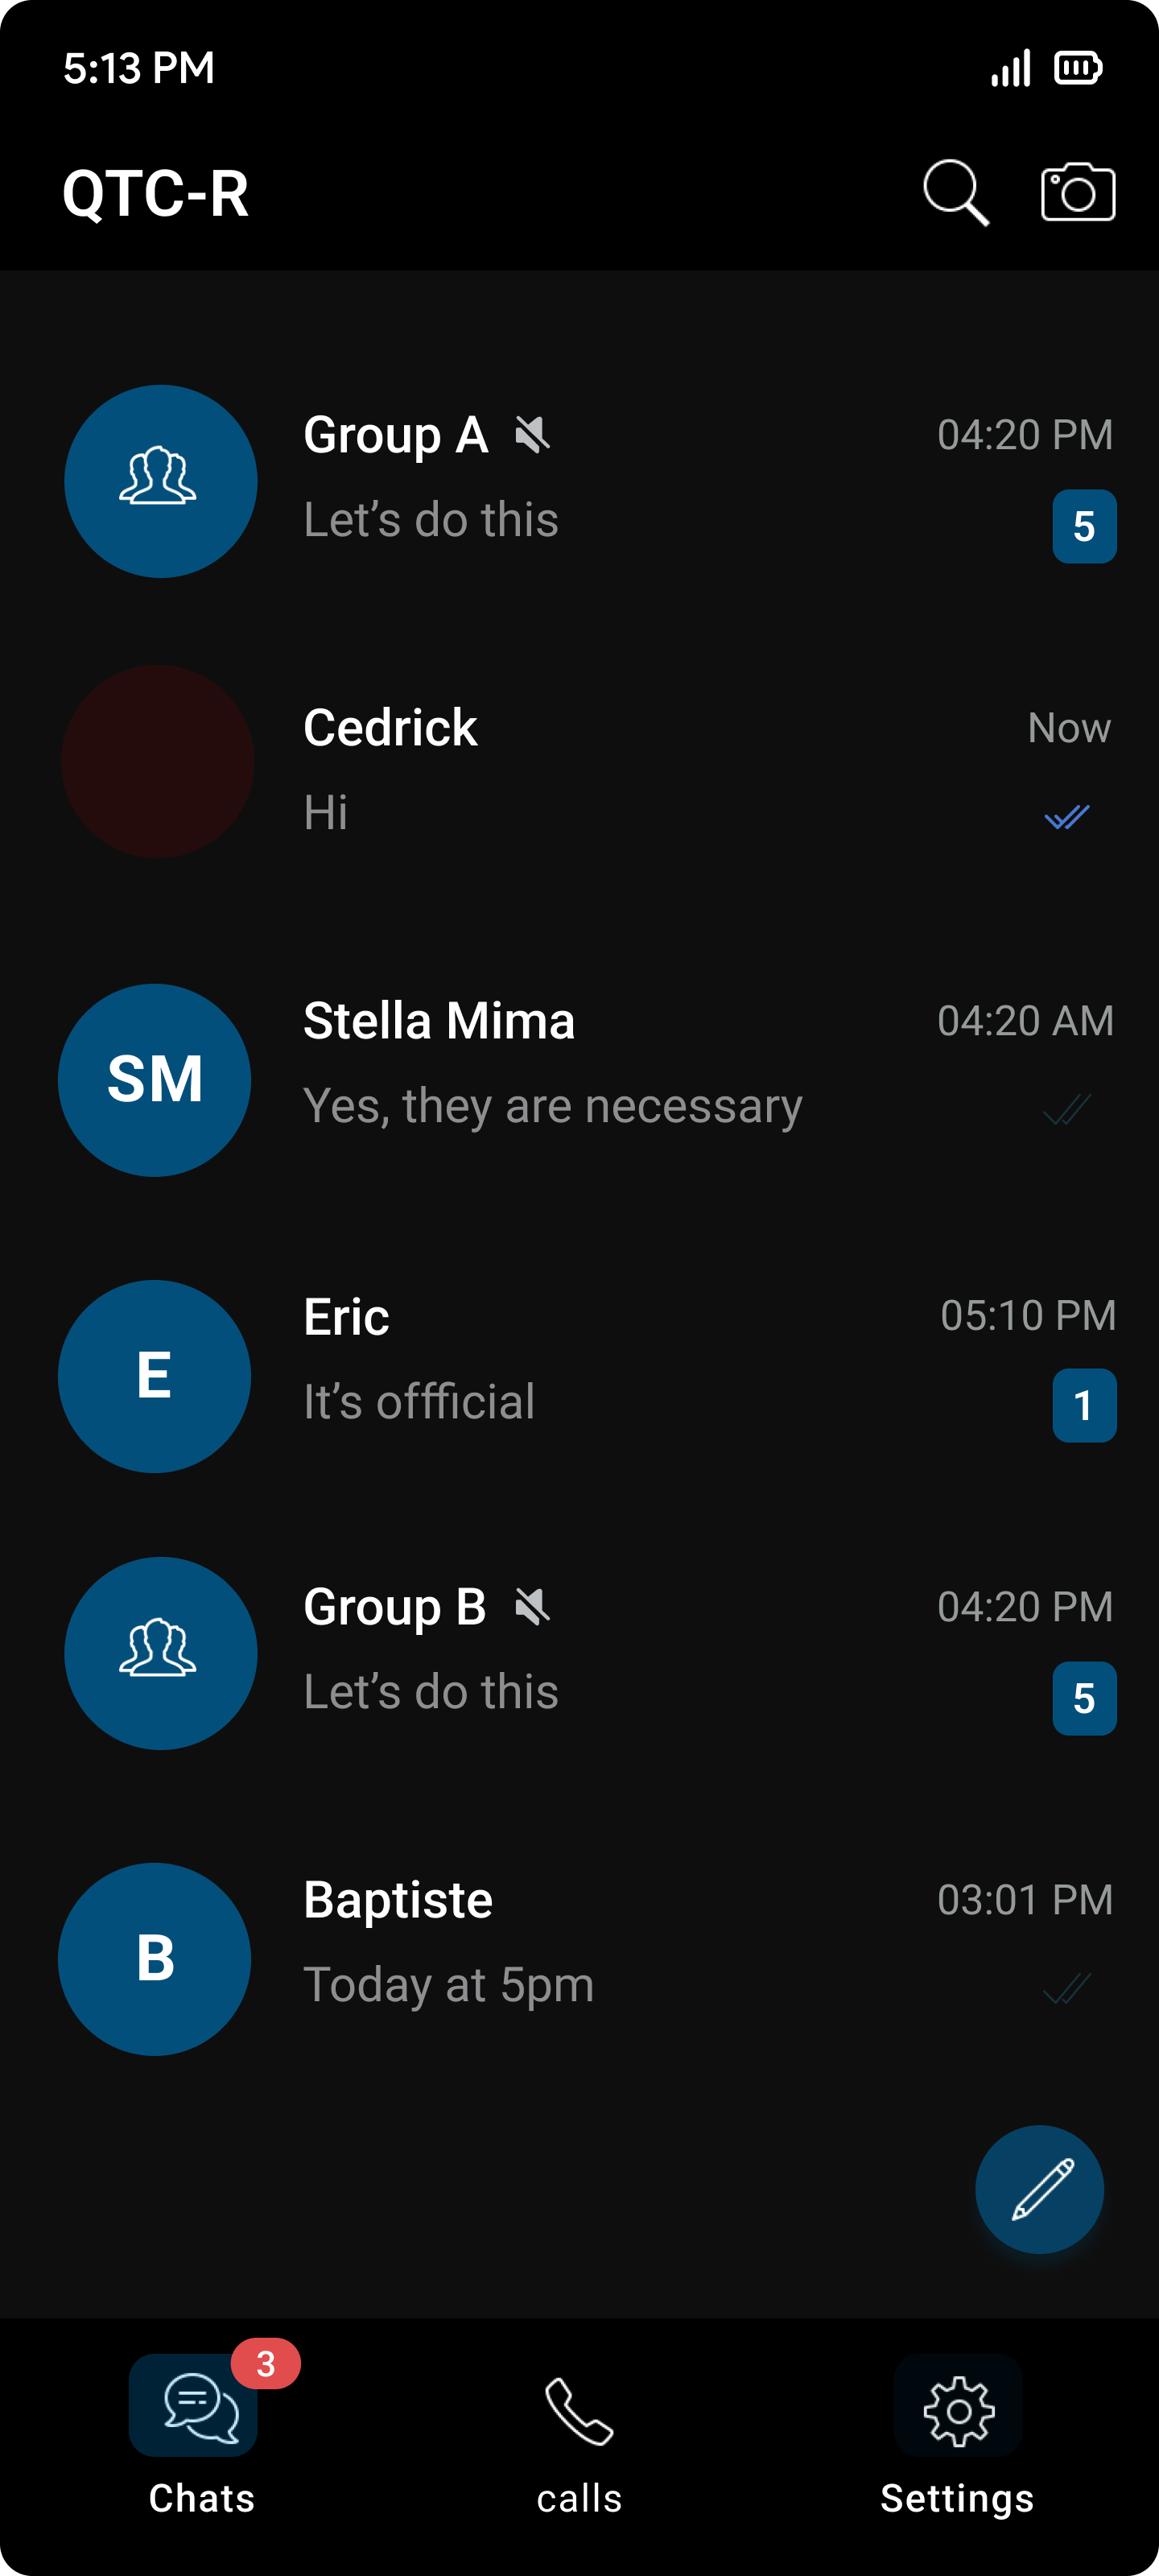 5:13 PM
QTC-R
Group A 04:20 PM
Let’s do this 5
Cedrick Now
Hi
SM Stella Mima 04:20 AM
Yes, they are necessary
E Eric 05:10 PM
It’s offficial 1
Group B 04:20 PM
Let’s do this 5
B Baptiste 03:01 PM
Today at 5pm
3
Chats calls Settings